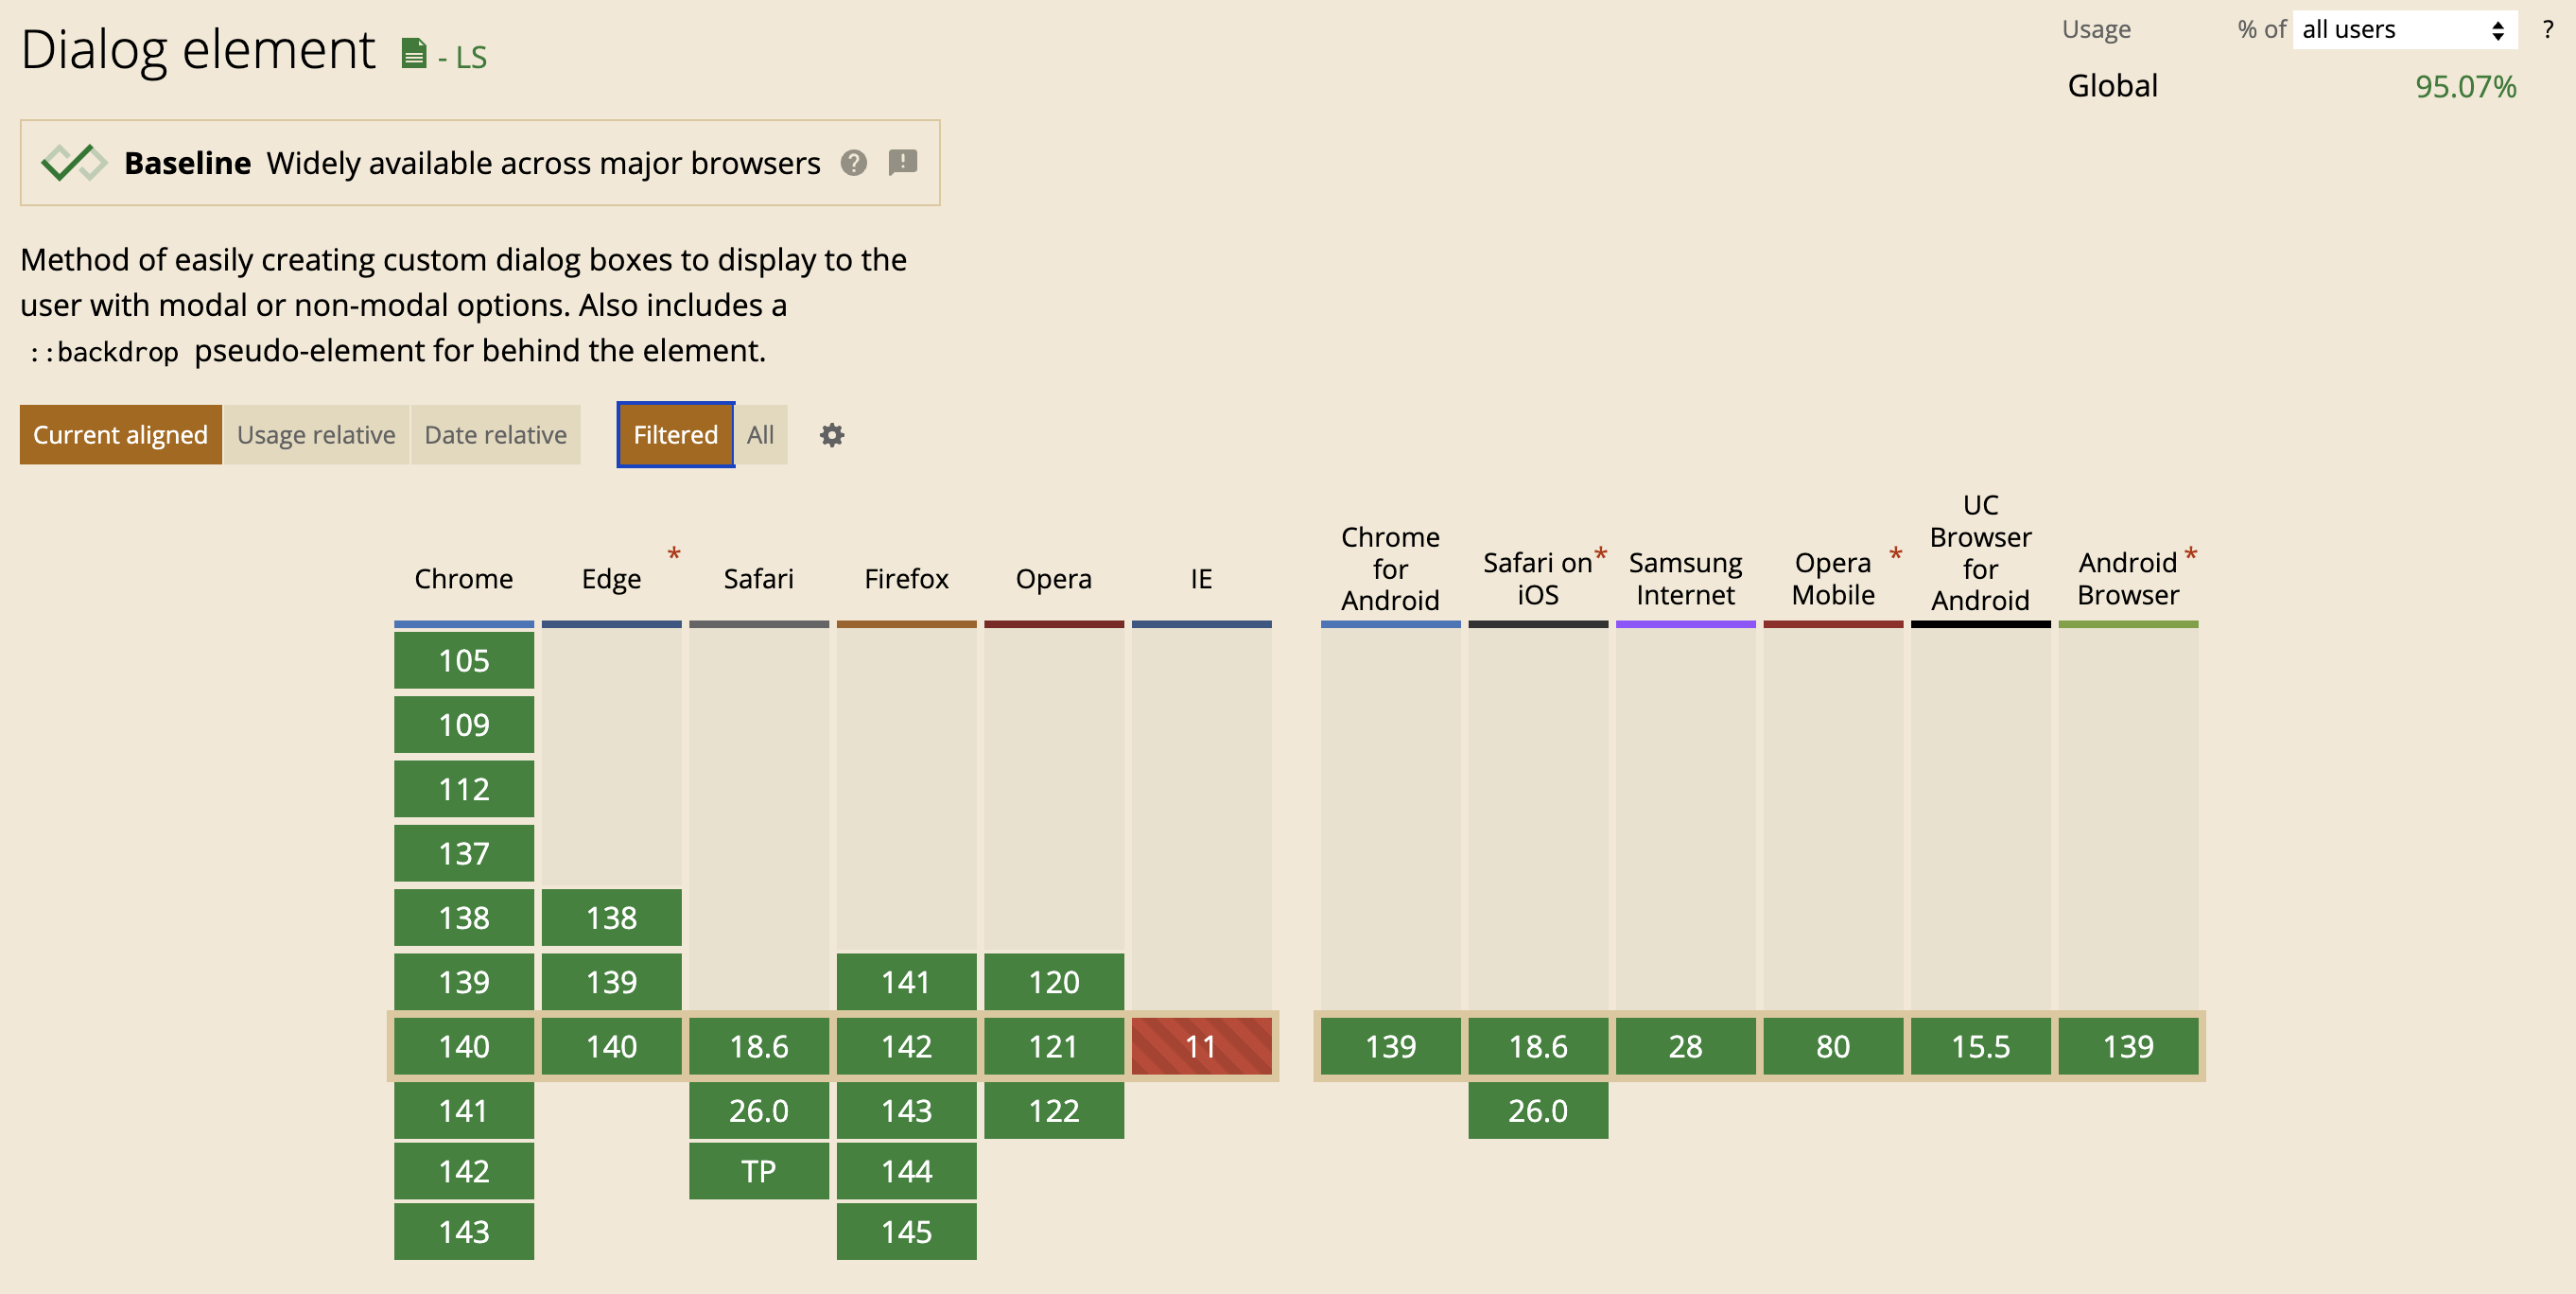 Dialog element - LS
Usage % of all users ?
Global 95.07%
Baseline Widely available across major browsers ? !
Method of easily creating custom dialog boxes to display to the
user with modal or non-modal options. Also includes a
::backdrop pseudo-element for behind the element.
Current aligned Usage relative Date relative Filtered All
Chrome
Edge *
Safari
Firefox
Opera
IE
Chrome
for
Android
Safari on*
iOS
Samsung
Internet
Opera *
Mobile
UC
Browser
for
Android
Android *
Browser
105
109
112
137
138 138
139 139 141 120
140 140 18.6 142 121 11 139 18.6 28 80 15.5 139
141 26.0 143 122 26.0
142 TP 144
143 145